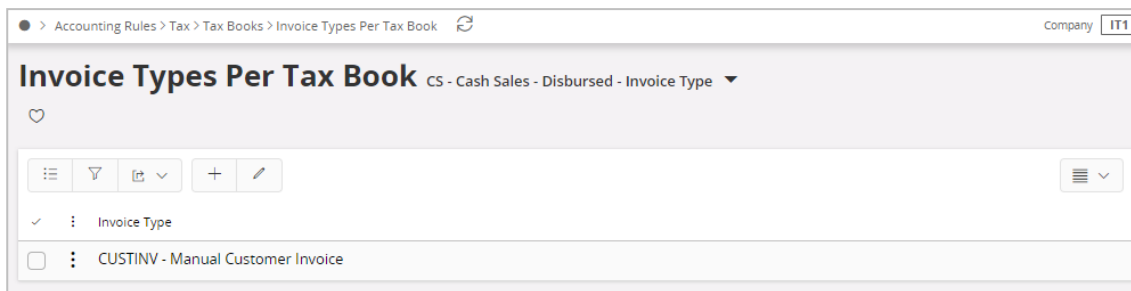 > Accounting Rules > Tax > Tax Books > Invoice Types Per Tax Book Company IT1
Invoice Types Per Tax Book CS - Cash Sales - Disbursed - Invoice Type
Invoice Type
CUSTINV - Manual Customer Invoice